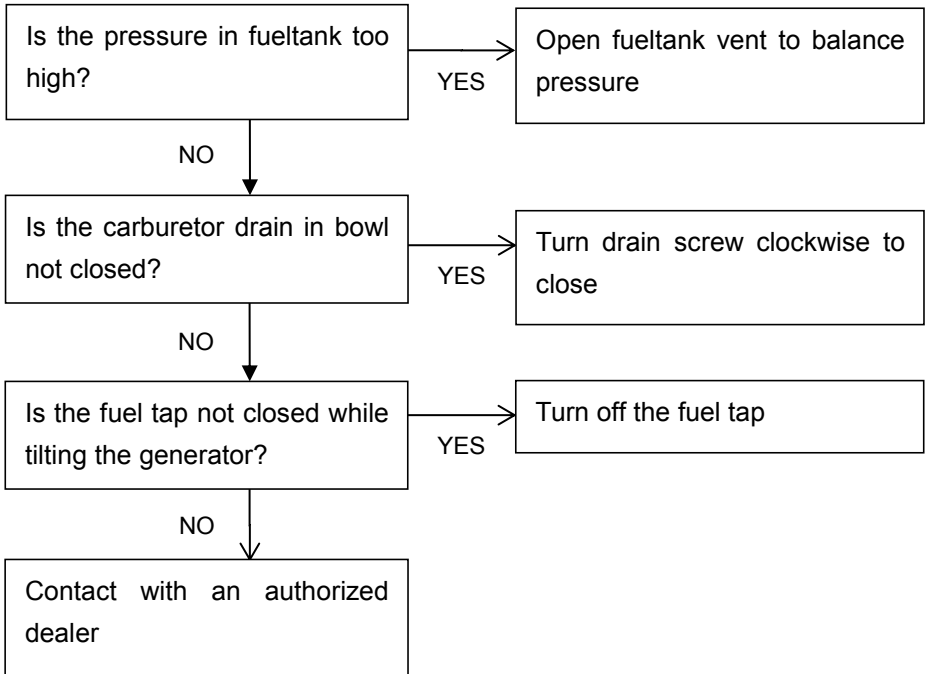 Is the pressure in fueltank too
high?
YES
Open fueltank vent to balance
pressure
NO
Is the carburetor drain in bowl
not closed?
YES
Turn drain screw clockwise to
close
NO
Is the fuel tap not closed while
tilting the generator?
YES
Turn off the fuel tap
NO
Contact with an authorized
dealer